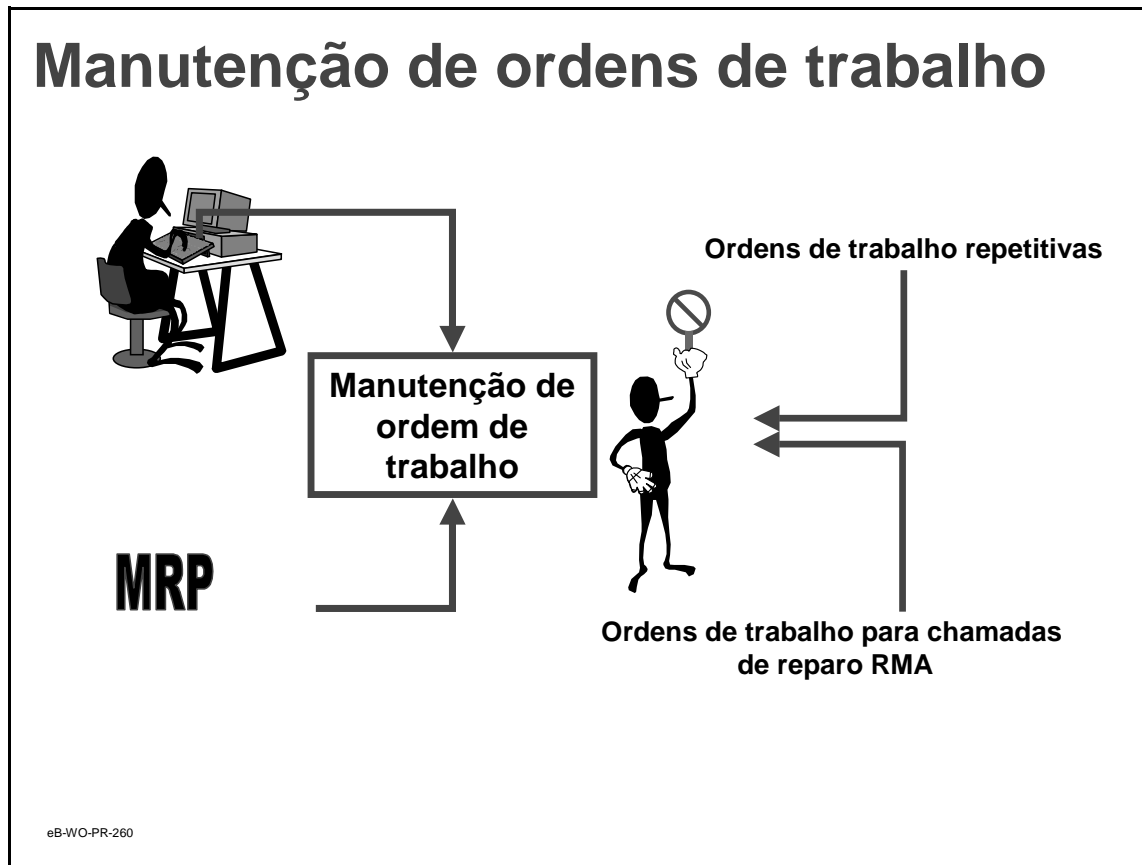 Manutenção de ordens de trabalho
Ordens de trabalho repetitivas
Manutenção de
ordem de
trabalho
MRP
Ordens de trabalho para chamadas
de reparo RMA
eB-WO-PR-260